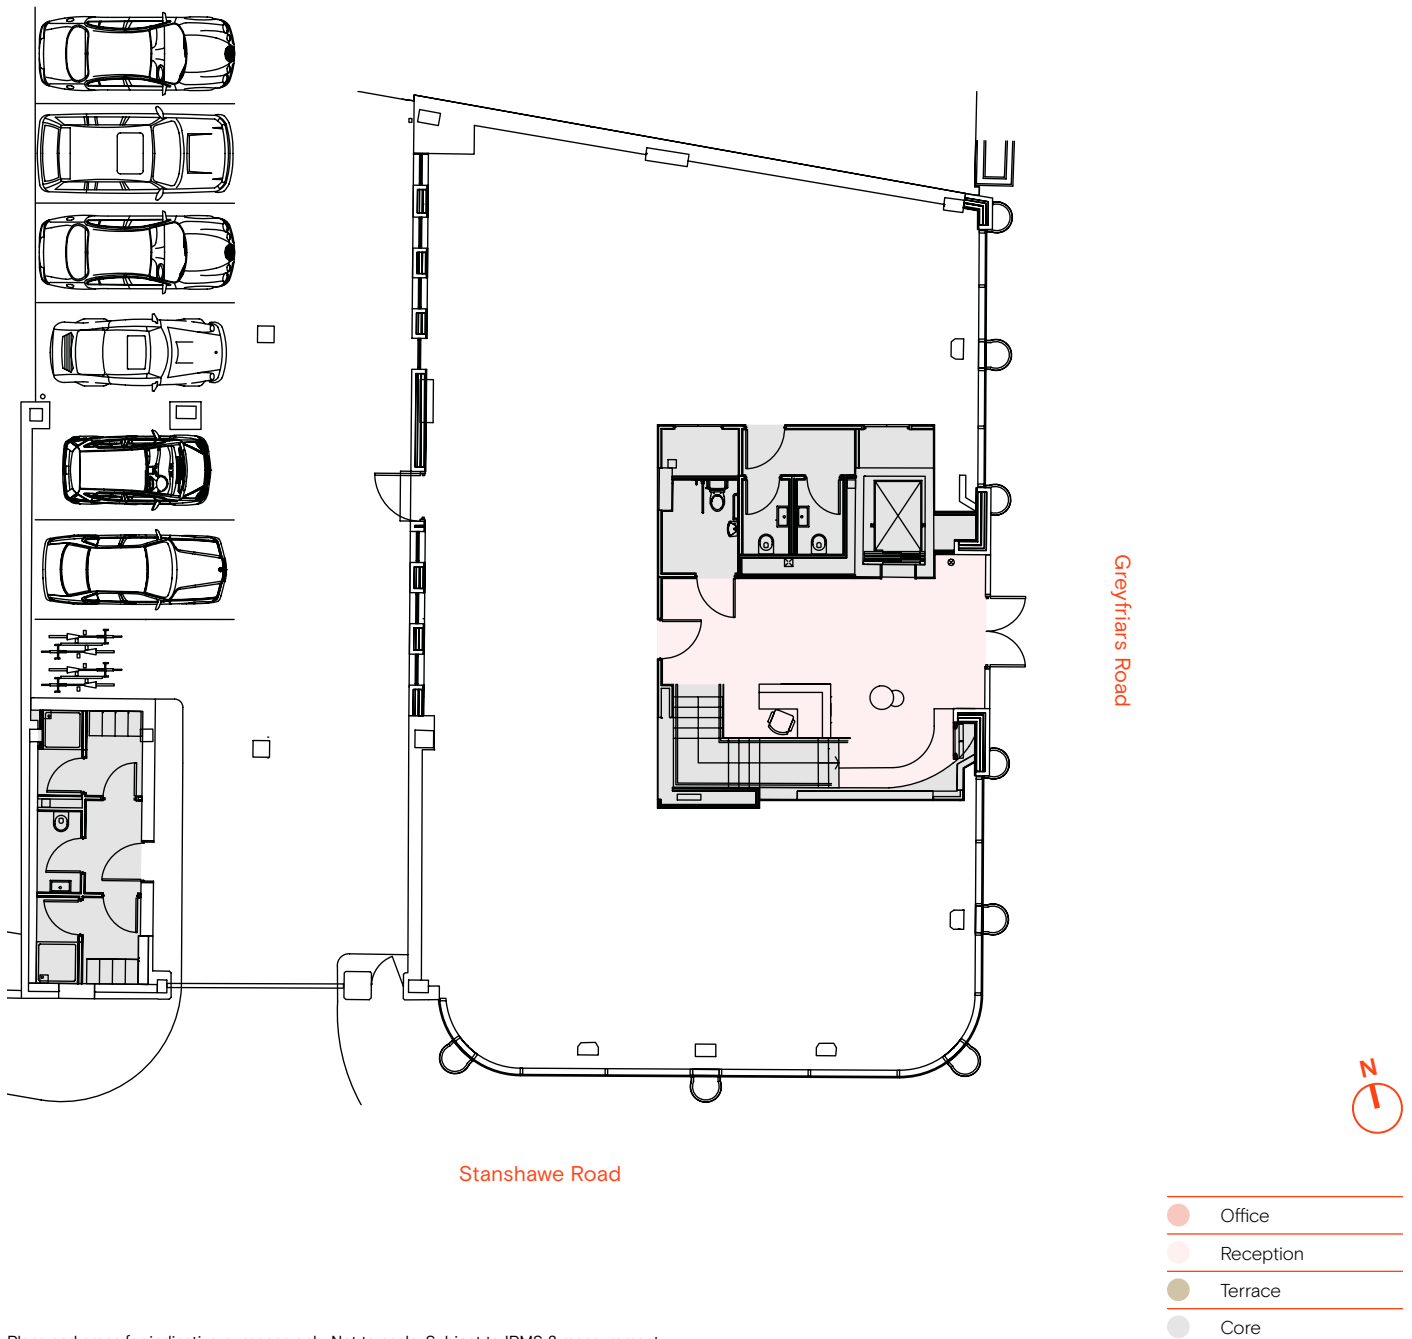 Greyfriars Road
N
Stanshawe Road
Office
Reception
Terrace
Core